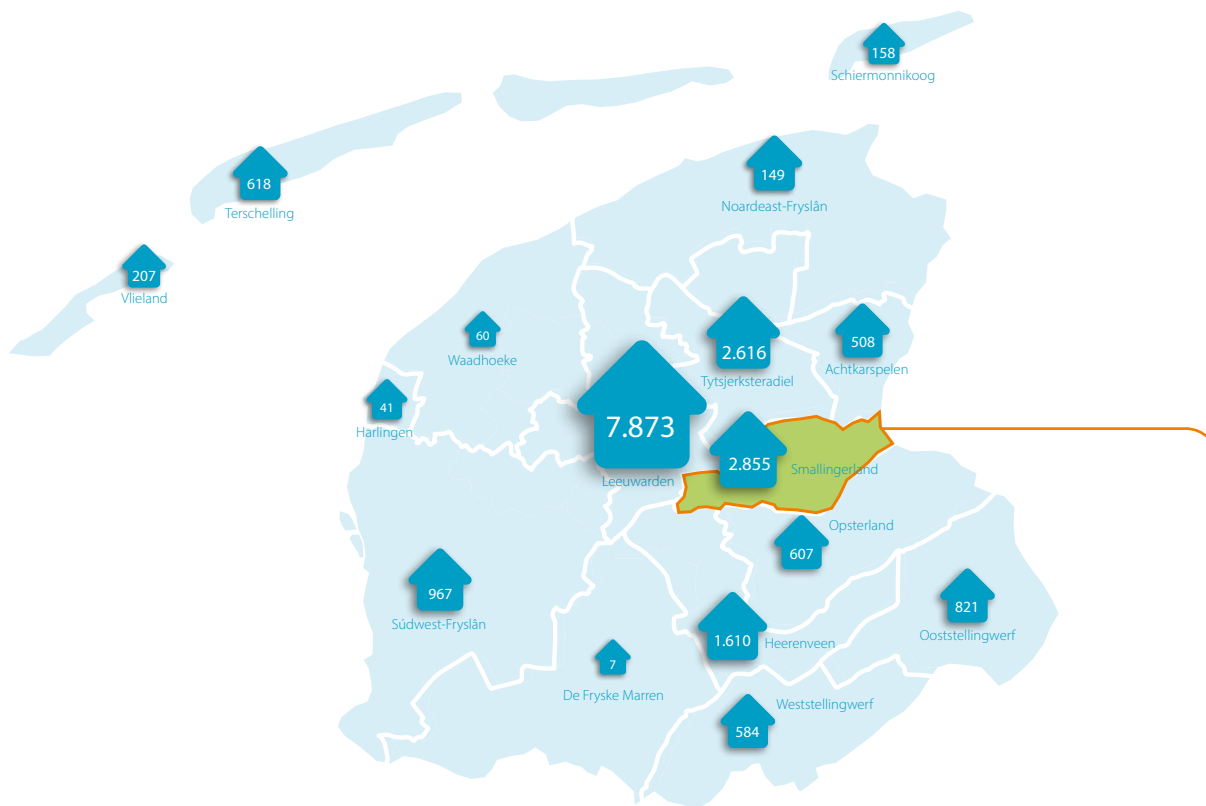 158
Schiermonnikoog
149
Noardeast-Fryslân
618
Terschelling
207
Vlieland
60
Waadhoeke
2.616
Tytsjerksteradiel
508
Achtkarspelen
41
Harlingen
7.873
Leeuwarden
2.855
Smallingerland
Opsterland
607
967
Súdwest-Fryslân
821
Ooststellingwerf
1.610
Heerenveen
7
De Fryske Marren
Weststellingwerf
584